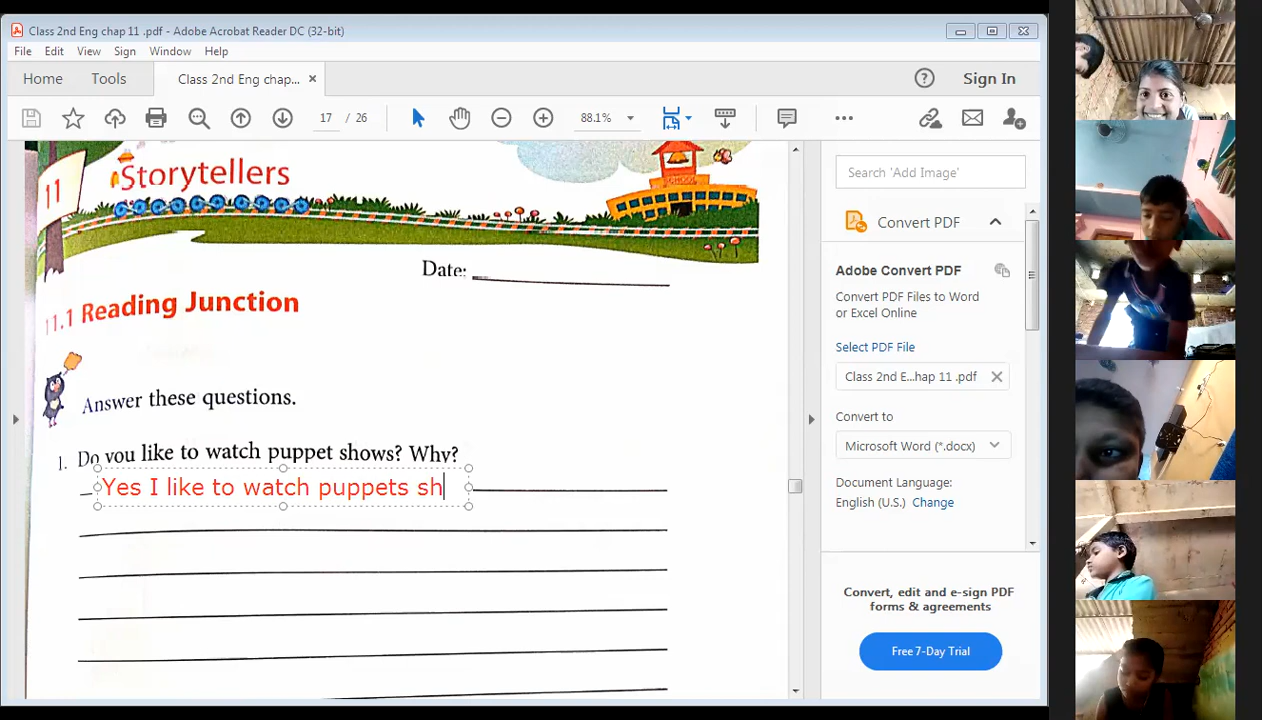 Class 2nd Eng chap 11 .pdf - Adobe Acrobat Reader DC (32-bit)
File Edit View Sign Window Help
Home Tools Class 2nd Eng chap... × Sign In
17 / 26 88.1%
11
Storytellers
SCHOOL
Date:
11.1 Reading Junction
Answer these questions.
1. Do you like to watch puppet shows? Why?
Yes I like to watch puppets sh
Search 'Add Image'
Convert PDF
Adobe Convert PDF
Convert PDF Files to Word
or Excel Online
Select PDF File
Class 2nd E...hap 11 .pdf
Convert to
Microsoft Word (*.docx)
Document Language:
English (U.S.) Change
Convert, edit and e-sign PDF
forms & agreements
Free 7-Day Trial